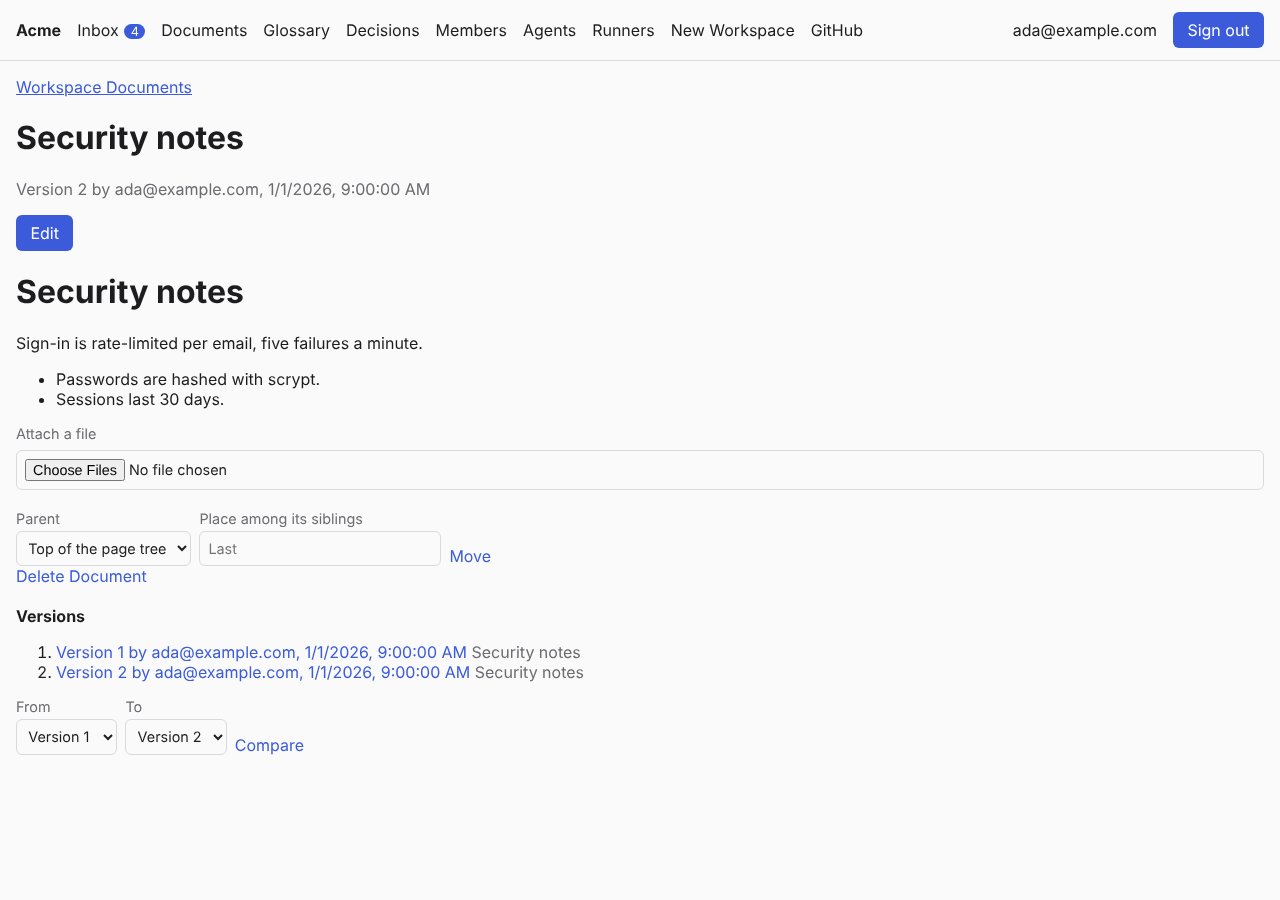 Acme Inbox 4 Documents Glossary Decisions Members Agents Runners New Workspace GitHub ada@example.com Sign out
Workspace Documents
Security notes
Version 2 by ada@example.com, 1/1/2026, 9:00:00 AM
Edit
Security notes
Sign-in is rate-limited per email, five failures a minute.
• Passwords are hashed with scrypt.
• Sessions last 30 days.
Attach a file
Choose Files No file chosen
Parent Place among its siblings
Top of the page tree Last Move
Delete Document
Versions
1. Version 1 by ada@example.com, 1/1/2026, 9:00:00 AM Security notes
2. Version 2 by ada@example.com, 1/1/2026, 9:00:00 AM Security notes
From To
Version 1 Version 2 Compare